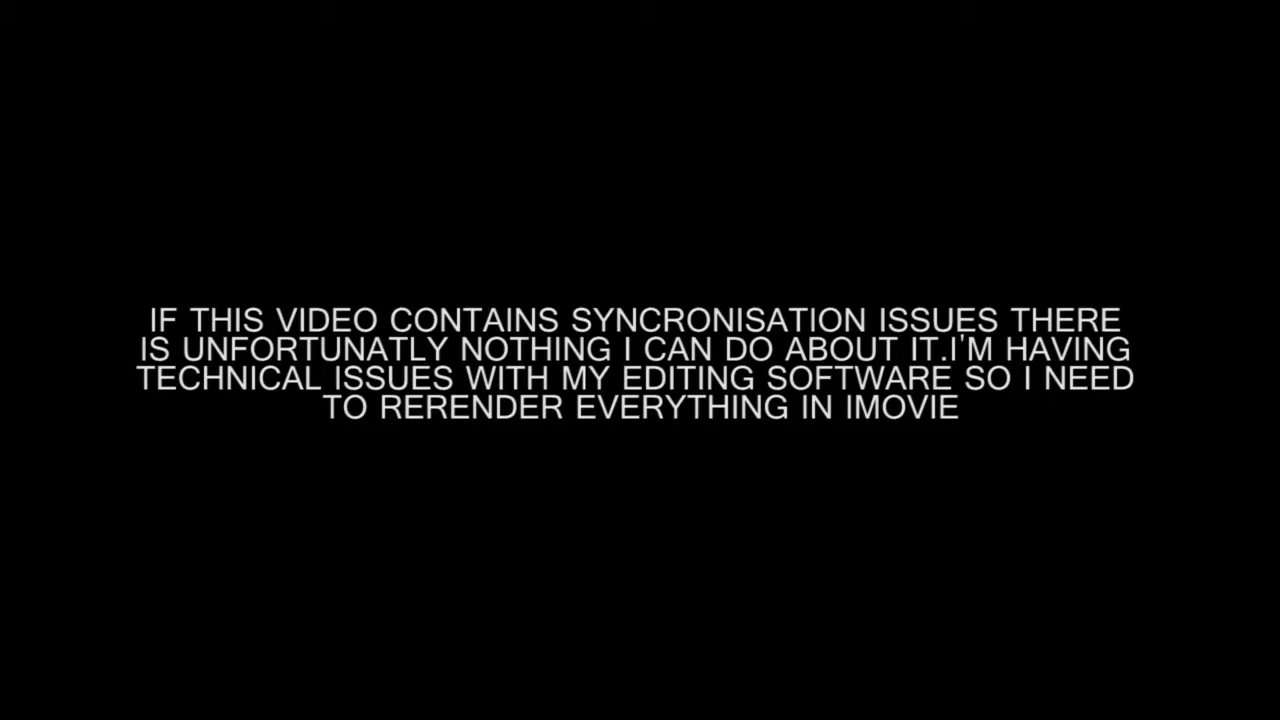 IF THIS VIDEO CONTAINS SYNCRONISATION ISSUES THERE
IS UNFORTUNATLY NOTHING I CAN DO ABOUT IT.I'M HAVING
TECHNICAL ISSUES WITH MY EDITING SOFTWARE SO I NEED
TO RERENDER EVERYTHING IN IMOVIE